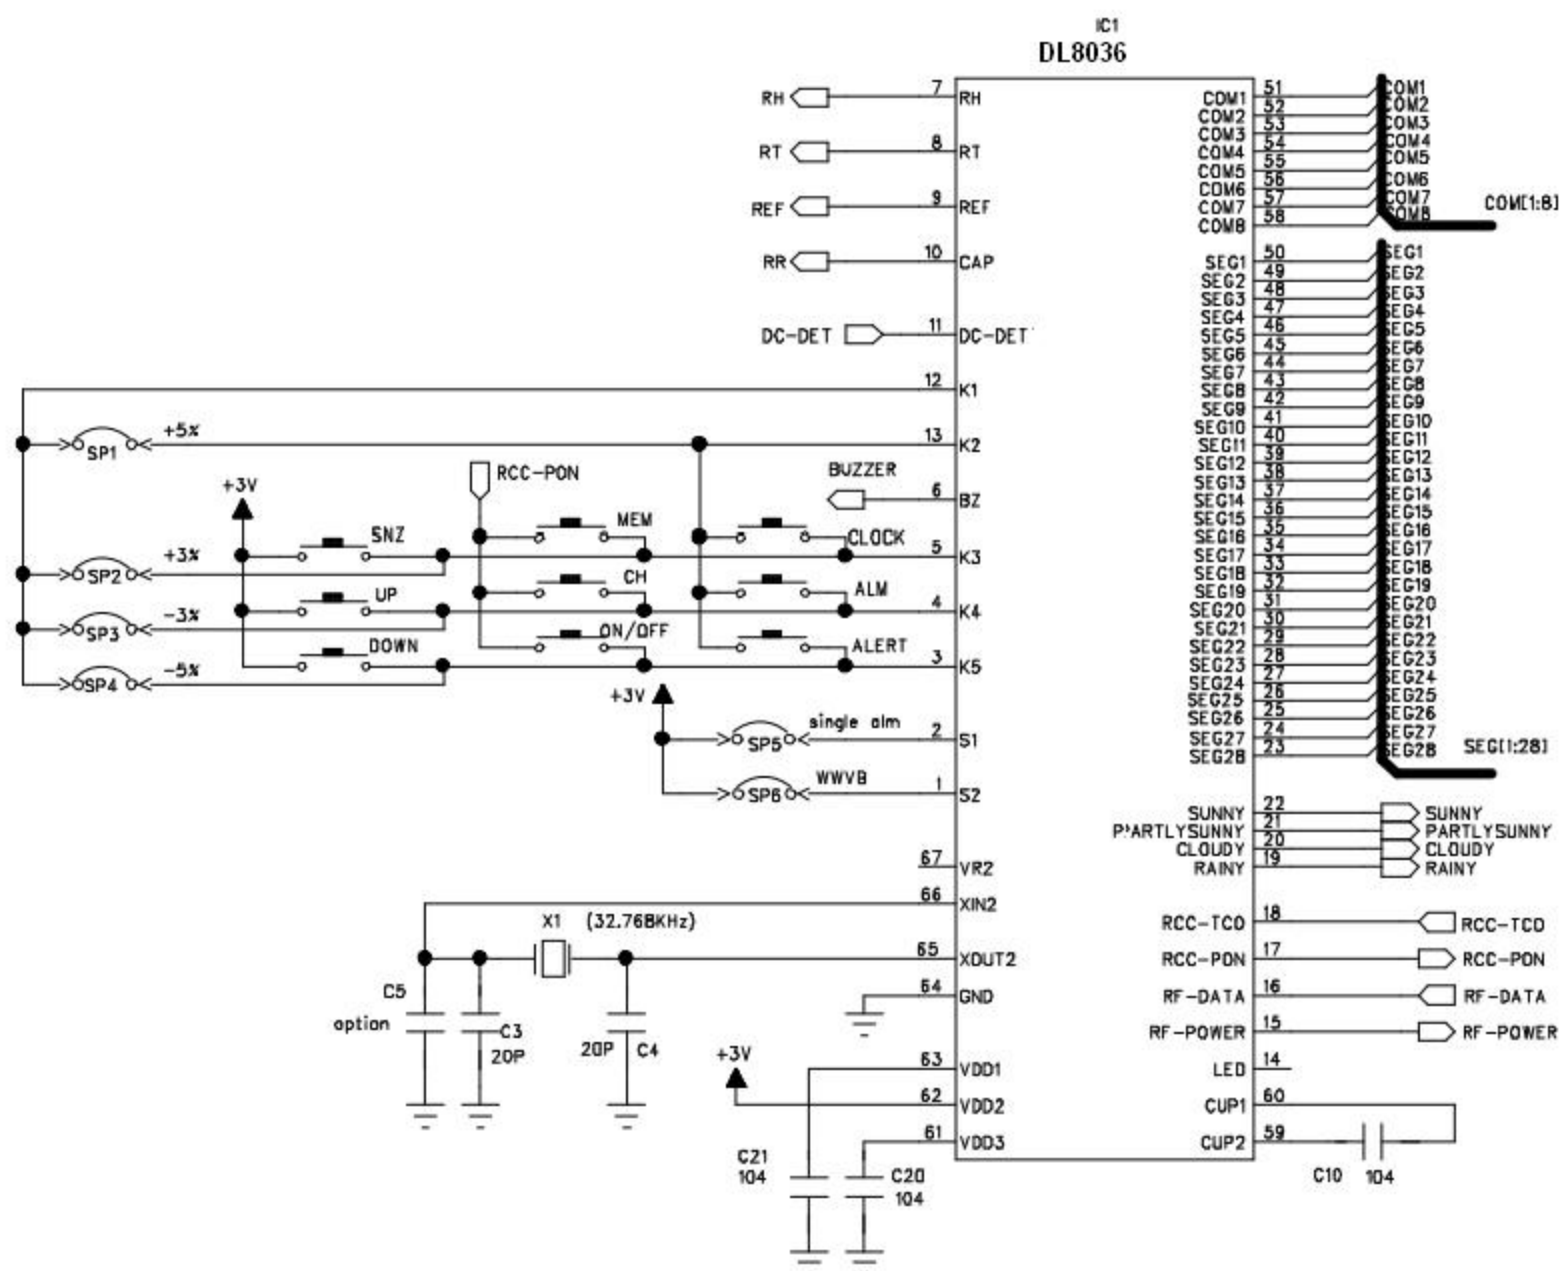 IC1
DL8036
RH 7 RH
RT 8 RT
REF 9 REF
RR 10 CAP
DC-DET 11 DC-DET
12 K1
SP1 +5% 13 K2
RCC-PON
BUZZER 6 BZ
+3V
SNZ MEM CLOCK 5 K3
SP2 +3%
UP CH ALM 4 K4
SP3 -3%
DOWN ON/OFF ALERT 3 K5
SP4 -5%
+3V
SP5 single alm 2 S1
SP6 WWVB 1 S2
67 VR2
66 XIN2
X1 (32.768KHz)
65 XOUT2
C5
option
C3
20P
20P C4
64 GND
+3V
63 VDD1
62 VDD2
61 VDD3
C21
104
C20
104
COM1 51 COM1
COM2 52 COM2
COM3 53 COM3
COM4 54 COM4
COM5 55 COM5
COM6 56 COM6
COM7 57 COM7
COM8 58 COM8
COM[1:8]
SEG1 50 SEG1
SEG2 49 SEG2
SEG3 48 SEG3
SEG4 47 SEG4
SEG5 46 SEG5
SEG6 45 SEG6
SEG7 44 SEG7
SEG8 43 SEG8
SEG9 42 SEG9
SEG10 41 SEG10
SEG11 40 SEG11
SEG12 39 SEG12
SEG13 38 SEG13
SEG14 37 SEG14
SEG15 36 SEG15
SEG16 35 SEG16
SEG17 34 SEG17
SEG18 33 SEG18
SEG19 32 SEG19
SEG20 31 SEG20
SEG21 30 SEG21
SEG22 29 SEG22
SEG23 28 SEG23
SEG24 27 SEG24
SEG25 26 SEG25
SEG26 25 SEG26
SEG27 24 SEG27
SEG28 23 SEG28
SEG[1:28]
SUNNY 22 SUNNY
PARTLYSUNNY 21 PARTLYSUNNY
CLOUDY 20 CLOUDY
RAINY 19 RAINY
RCC-TCO 18 RCC-TCO
RCC-PON 17 RCC-PON
RF-DATA 16 RF-DATA
RF-POWER 15 RF-POWER
LED 14
CUP1 60
CUP2 59
C10 104